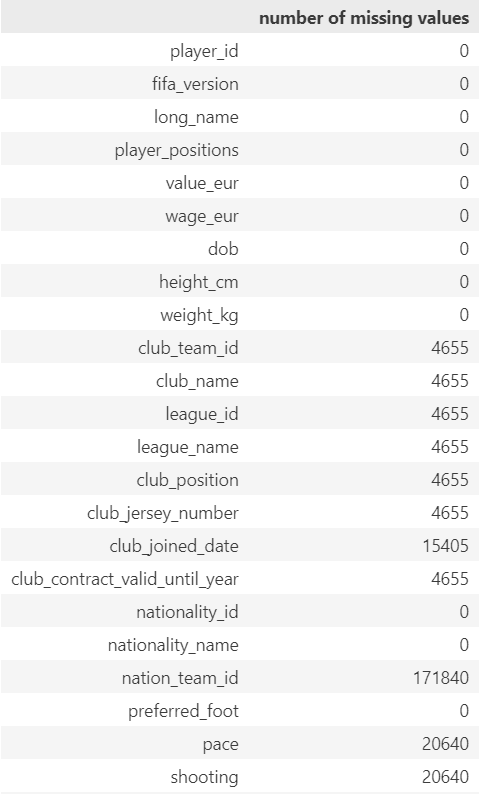 number of missing values
player_id 0
fifa_version 0
long_name 0
player_positions 0
value_eur 0
wage_eur 0
dob 0
height_cm 0
weight_kg 0
club_team_id 4655
club_name 4655
league_id 4655
league_name 4655
club_position 4655
club_jersey_number 4655
club_joined_date 15405
club_contract_valid_until_year 4655
nationality_id 0
nationality_name 0
nation_team_id 171840
preferred_foot 0
pace 20640
shooting 20640